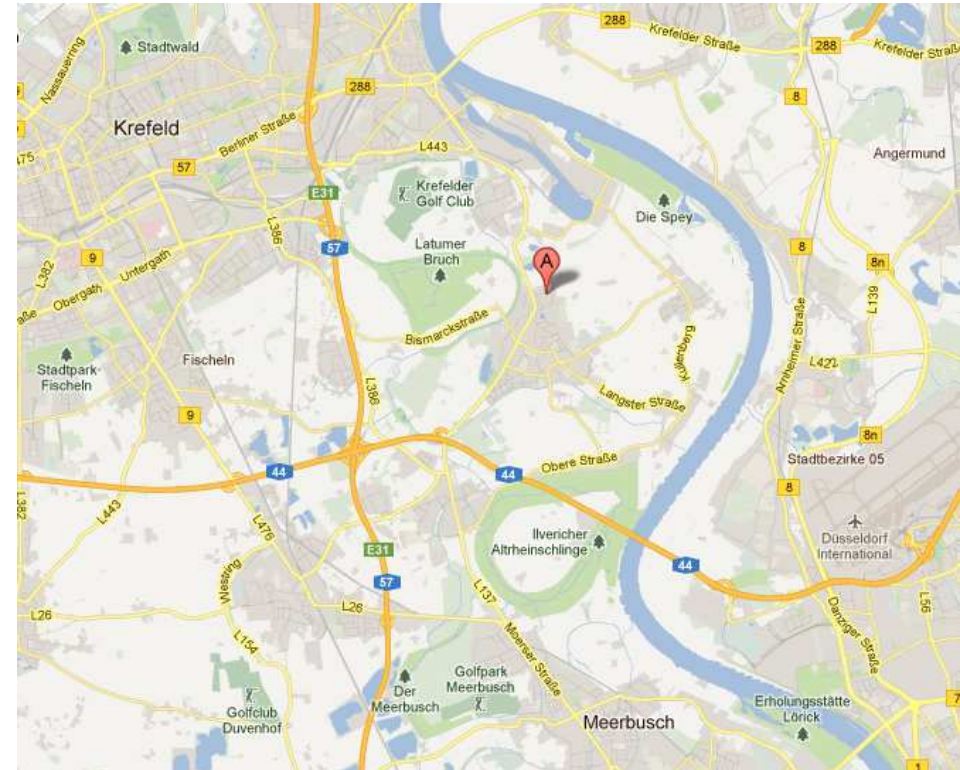 288
Krefelder Straße
288
Krefelder Straße
Stadtwald
Nassauerring
288
8
Krefeld
Berliner Straße
L443
Angermund
57
475
Krefelder
Golf Club
E31
Die Spey
L386
57
Latumer
Bruch
A
8
8n
9
L382
Untergath
Obergath
L139
Bismarckstraße
Arnheimer Straße
Kullenberg
Fischeln
Stadtpark-
Fischeln
L422
L386
Langster Straße
9
8n
Stadtbezirke 05
44
Obere Straße
44
8
L382
L443
L476
Ilvericher
Altrheinschlinge
Düsseldorf
International
E31
44
57
Westring
L137
L26
L26
L56
Danziger Straße
L154
Moerser Straße
Der
Meerbusch
Golfpark
Meerbusch
Golfclub
Duvenhof
Meerbusch
Erholungsstätte
Lörick
7
1